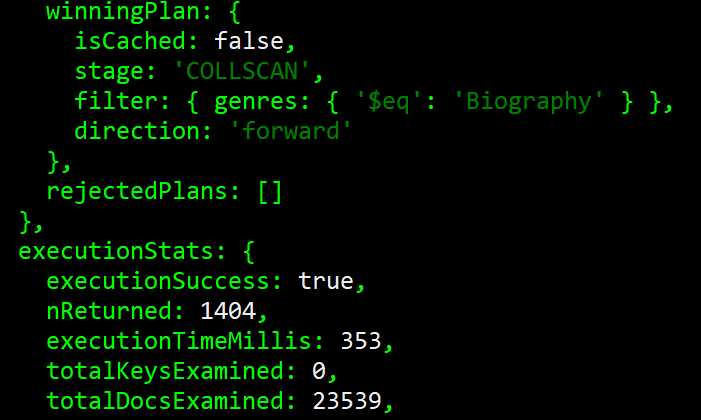 winningPlan: {
isCached: false,
stage: 'COLLSCAN',
filter: { genres: { '$eq': 'Biography' } },
direction: 'forward'
},
rejectedPlans: []
},
executionStats: {
executionSuccess: true,
nReturned: 1404,
executionTimeMillis: 353,
totalKeysExamined: 0,
totalDocsExamined: 23539,